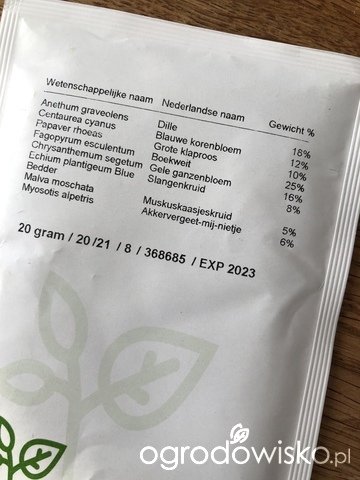 Wetenschappelijke naam Nederlandse naam Gewicht %
Anethum graveolens Dille 18%
Centaurea cyanus Blauwe korenbloem 12%
Papaver rhoeas Grote klaproos 10%
Fagopyrum esculentum Boekweit 25%
Chrysanthemum segetum Gele ganzenbloem 16%
Echium plantigeum Blue Slangenkruid 8%
Bedder
Malva moschata Muskuskaasjeskruid 5%
Myosotis alpetris Akkervergeet-mij-nietje 6%
20 gram / 20/21 / 8 / 368685 / EXP 2023
ogrodowisko.pl